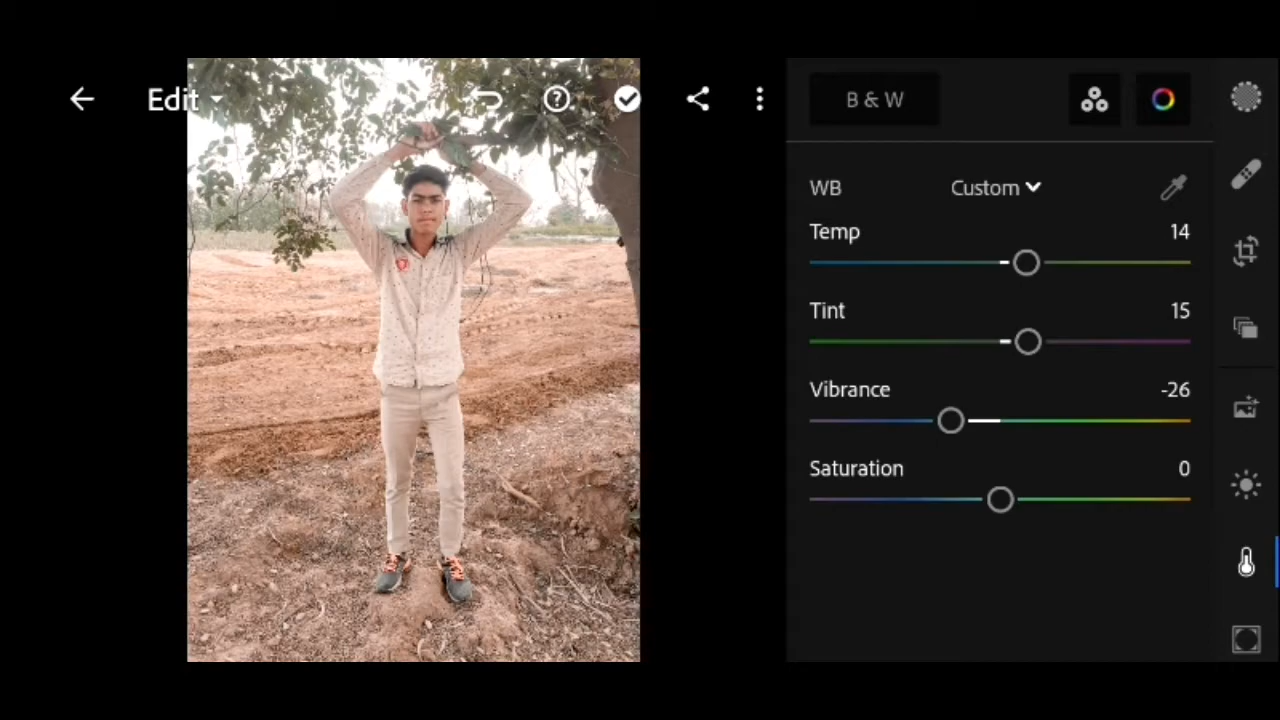 Edit
B & W
WB Custom
Temp 14
Tint 15
Vibrance -26
Saturation 0